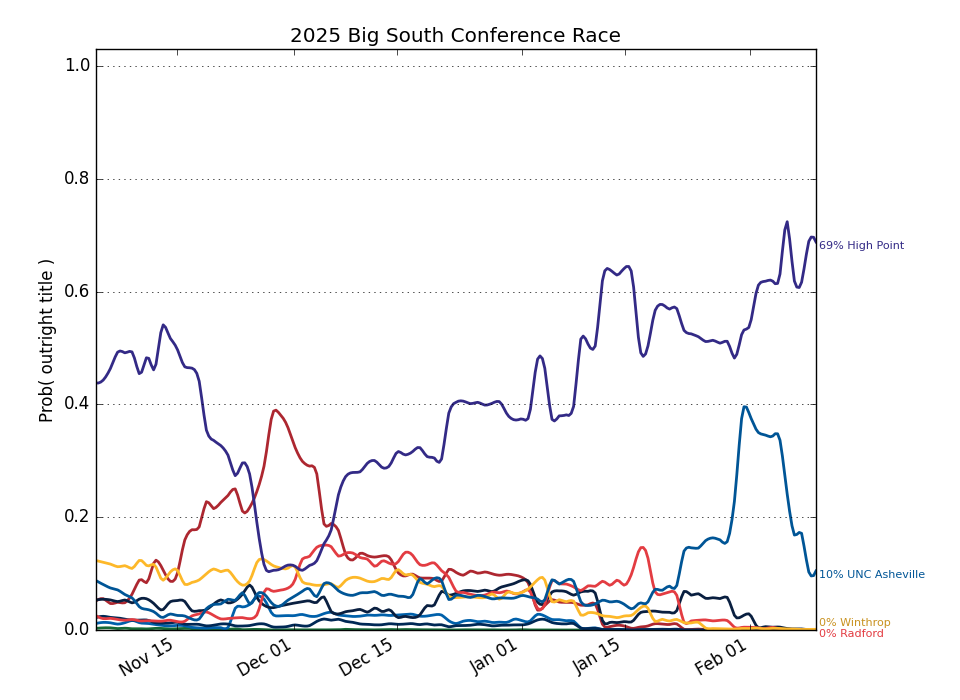 2025 Big South Conference Race
Prob( outright title )
1.0
0.8
0.6
0.4
0.2
0.0
Nov 15
Dec 01
Dec 15
Jan 01
Jan 15
Feb 01
69% High Point
10% UNC Asheville
0% Winthrop
0% Radford